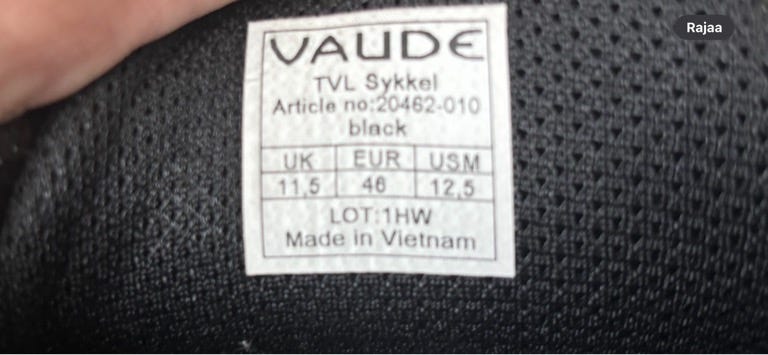 Rajaa
VAUDE
TVL Sykkel
Article no:20462-010
black
UK EUR USM
11,5 46 12,5
LOT:1HW
Made in Vietnam